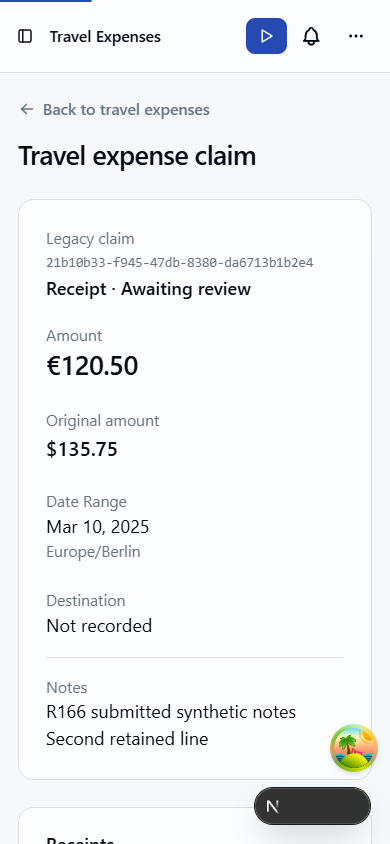 Travel Expenses
Back to travel expenses
Travel expense claim
Legacy claim
21b10b33-f945-47db-8380-da6713b1b2e4
Receipt · Awaiting review
Amount
€120.50
Original amount
$135.75
Date Range
Mar 10, 2025
Europe/Berlin
Destination
Not recorded
Notes
R166 submitted synthetic notes
Second retained line
N
Receipts